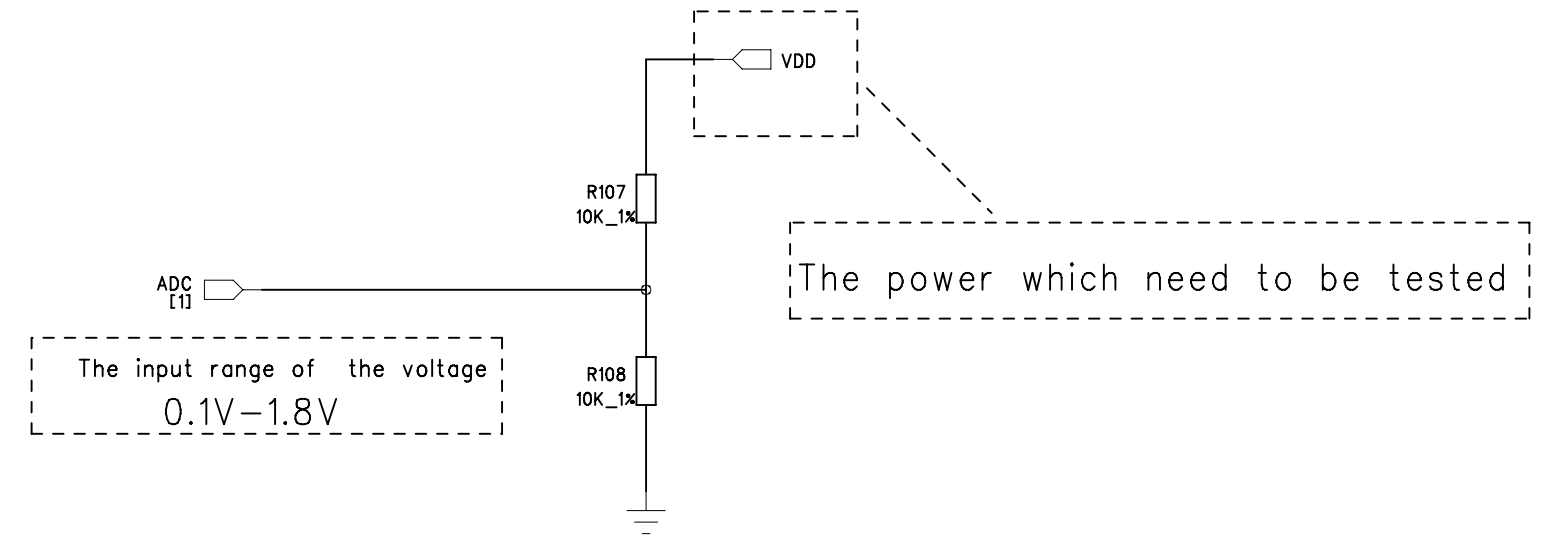 VDD
R107
10K_1%
ADC
[1]
The power which need to be tested
The input range of the voltage
0.1V-1.8V
R108
10K_1%